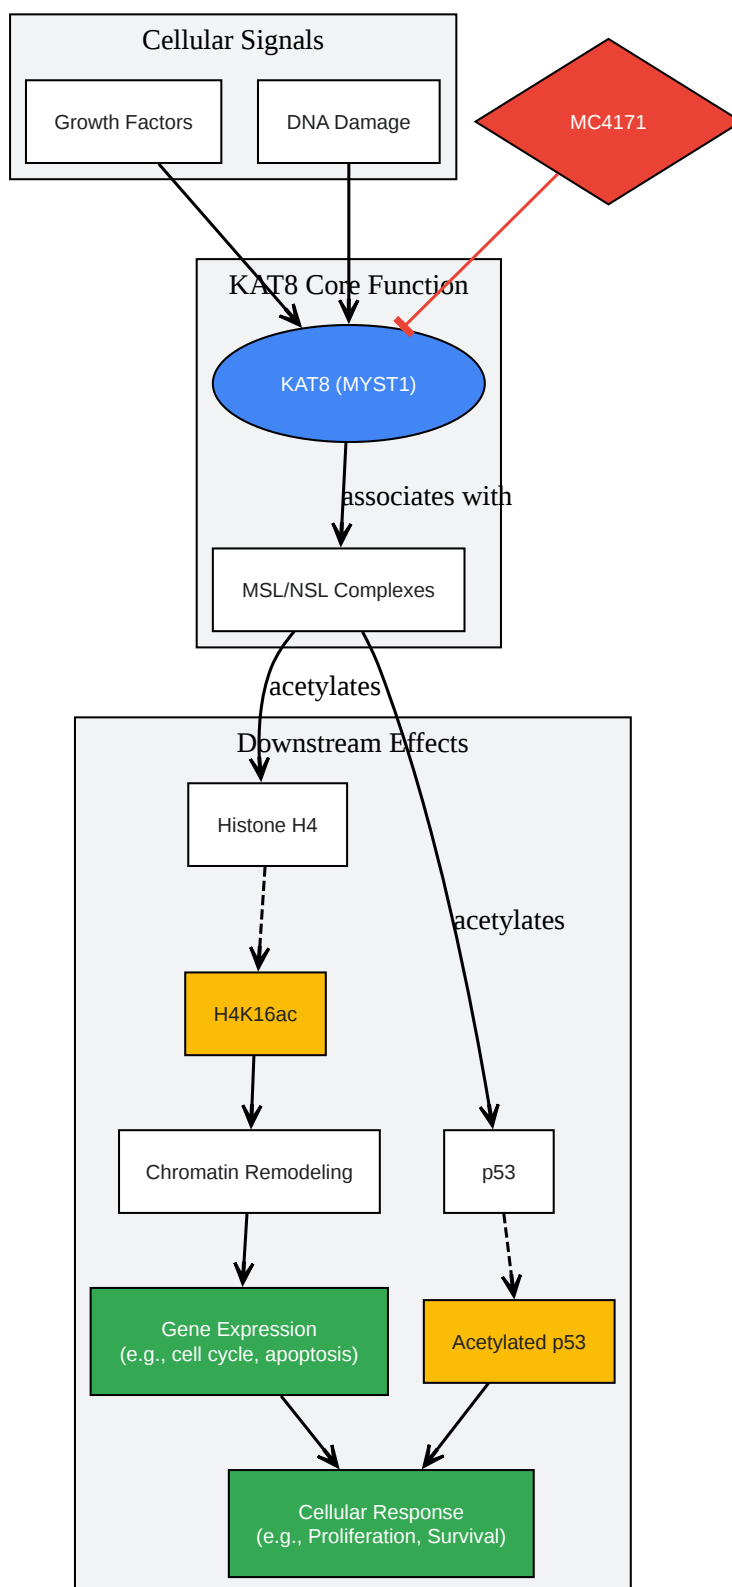 Cellular Signals
Growth Factors
DNA Damage
MC4171
KAT8 Core Function
KAT8 (MYST1)
associates with
MSL/NSL Complexes
acetylates
Downstream Effects
Histone H4
acetylates
H4K16ac
Chromatin Remodeling
p53
Gene Expression
(e.g., cell cycle, apoptosis)
Acetylated p53
Cellular Response
(e.g., Proliferation, Survival)